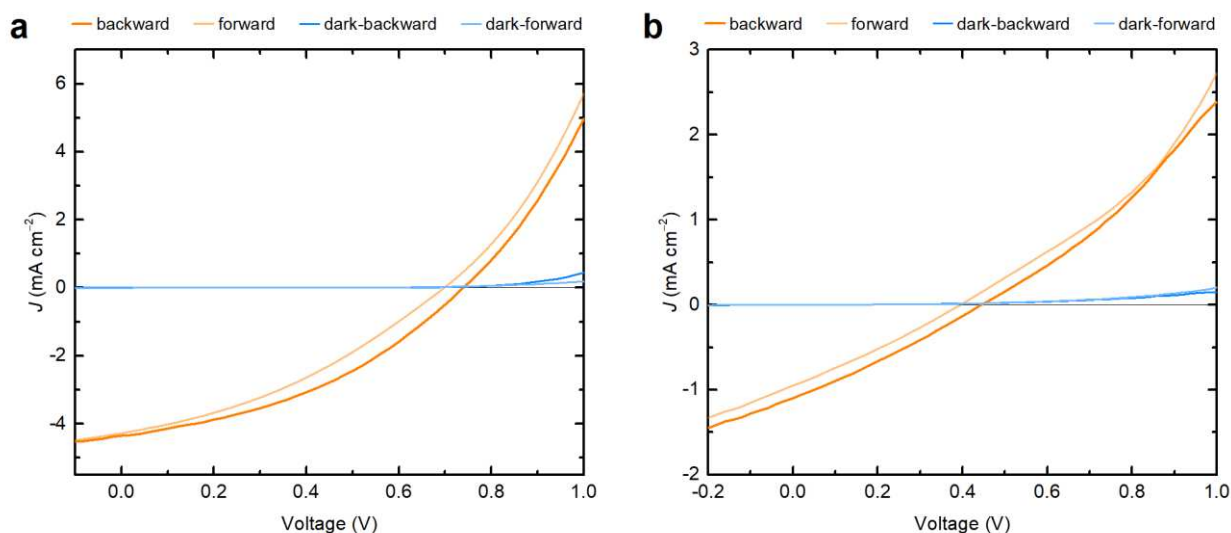 a
backward forward dark-backward dark-forward
6
4
2
0
-2
-4
J (mA cm⁻²)
0.0 0.2 0.4 0.6 0.8 1.0
Voltage (V)
b
backward forward dark-backward dark-forward
3
2
1
0
-1
-2
J (mA cm⁻²)
-0.2 0.0 0.2 0.4 0.6 0.8 1.0
Voltage (V)